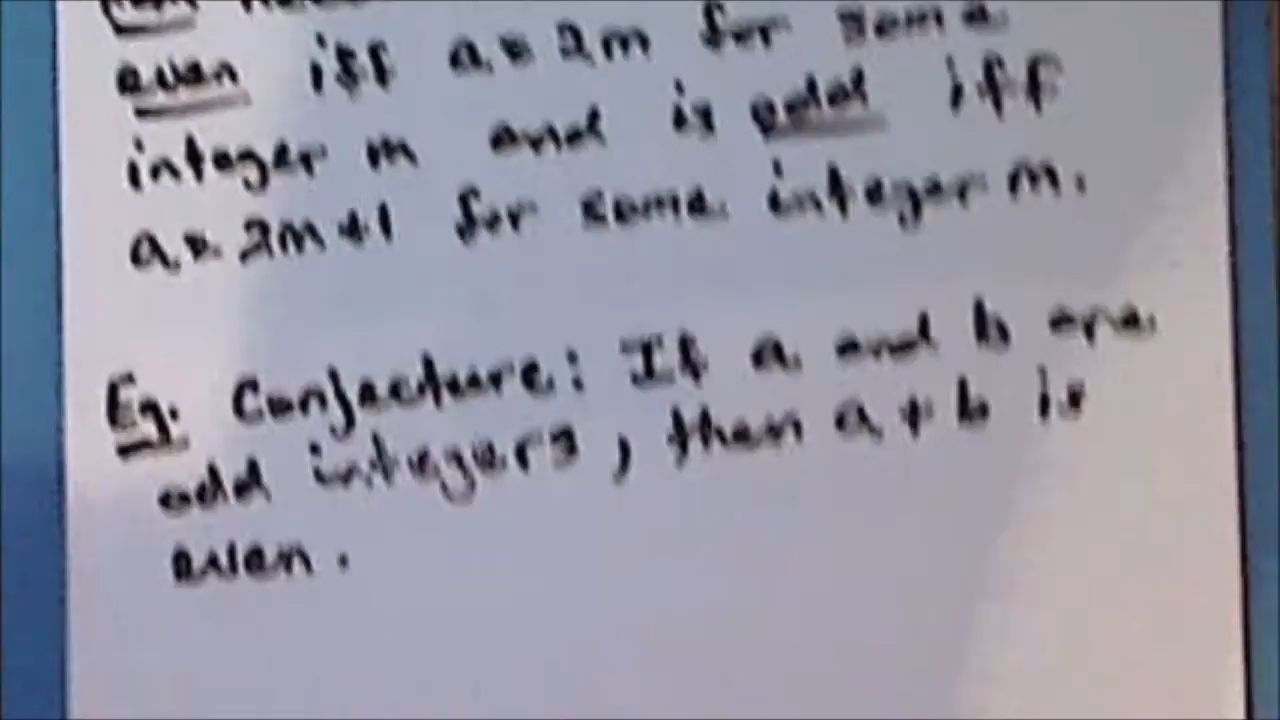 even iff a = 2m for some
integer m and is odd iff
a = 2m+1 for some integer m.
Eg. Conjecture: If a and b are
odd integers, then a + b is
even.